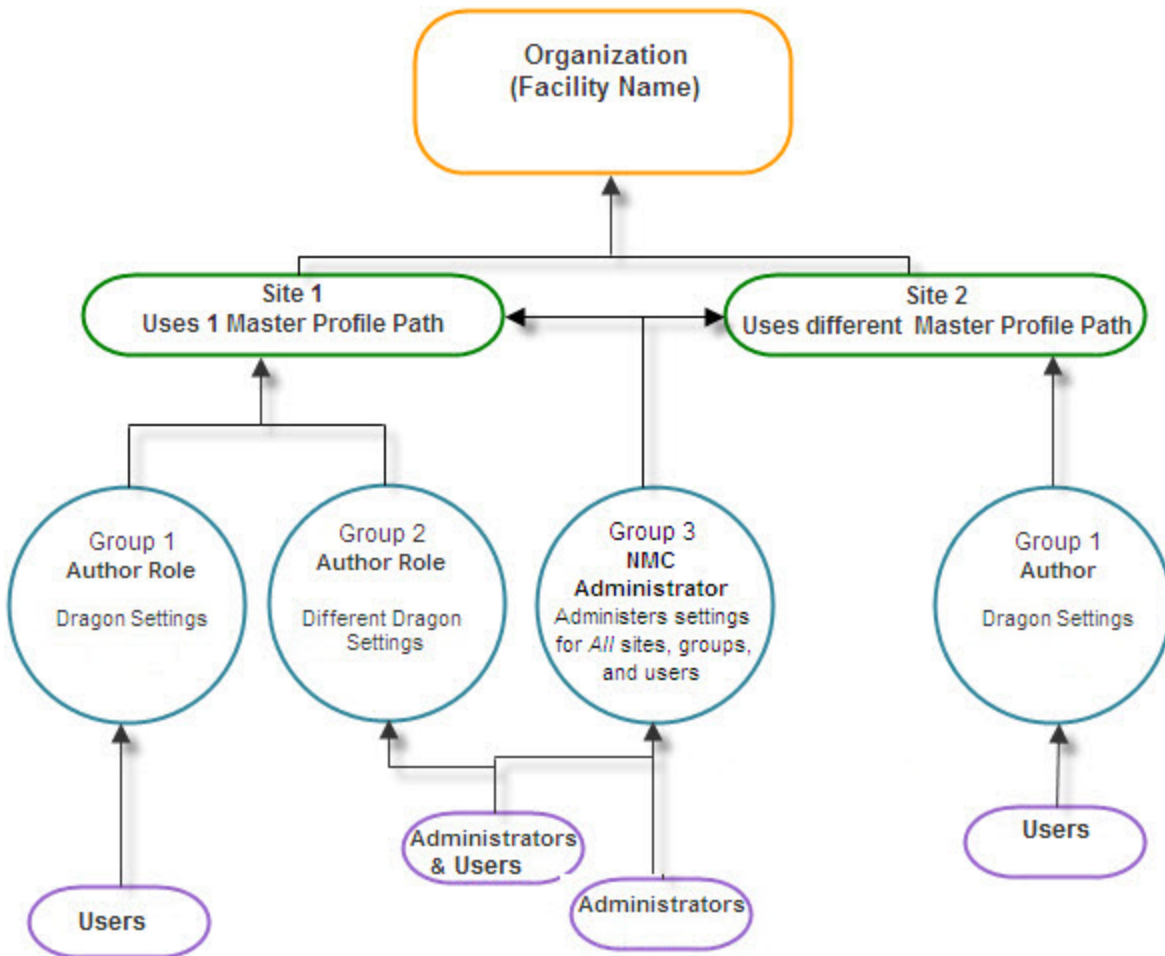 Organization
(Facility Name)
Site 1
Uses 1 Master Profile Path
Site 2
Uses different Master Profile Path
Group 1
Author Role
Dragon Settings
Group 2
Author Role
Different Dragon
Settings
Group 3
NMC
Administrator
Administers settings
for All sites, groups,
and users
Group 1
Author
Dragon Settings
Administrators
& Users
Users
Administrators
Users